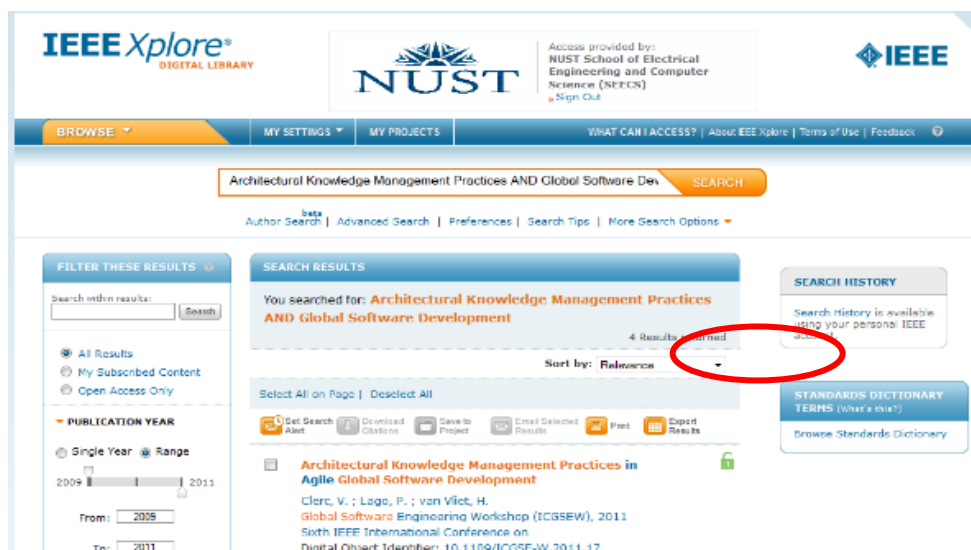 IEEE Xplore®
DIGITAL LIBRARY
NUST
Access provided by:
NUST School of Electrical
Engineering and Computer
Science (SEECS)
Sign Out
IEEE
BROWSE
MY SETTINGS
MY PROJECTS
WHAT CAN I ACCESS? | About IEEE Xplore | Terms of Use | Feedback
Architectural Knowledge Management Practices AND Global Software Dev
SEARCH
beta
Author Search | Advanced Search | Preferences | Search Tips | More Search Options
FILTER THESE RESULTS
Search within results:
Search
All Results
My Subscribed Content
Open Access Only
PUBLICATION YEAR
Single Year Range
2009 2011
From: 2009
To: 2011
SEARCH RESULTS
You searched for: Architectural Knowledge Management Practices
AND Global Software Development
4 Results returned
Sort by: Relevance
Select All on Page | Deselect All
Set Search Alert
Download Citations
Save to Project
Email Selected Results
Print
Export Results
Architectural Knowledge Management Practices in
Agile Global Software Development
Clerc, V. ; Lago, P. ; van Vliet, H.
Global Software Engineering Workshop (ICGSEW), 2011
Sixth IEEE International Conference on
Digital Object Identifier: 10.1109/ICGSE-W.2011.17
SEARCH HISTORY
Search History is available
using your personal IEEE
STANDARDS DICTIONARY
TERMS (What's this?)
Browse Standards Dictionary